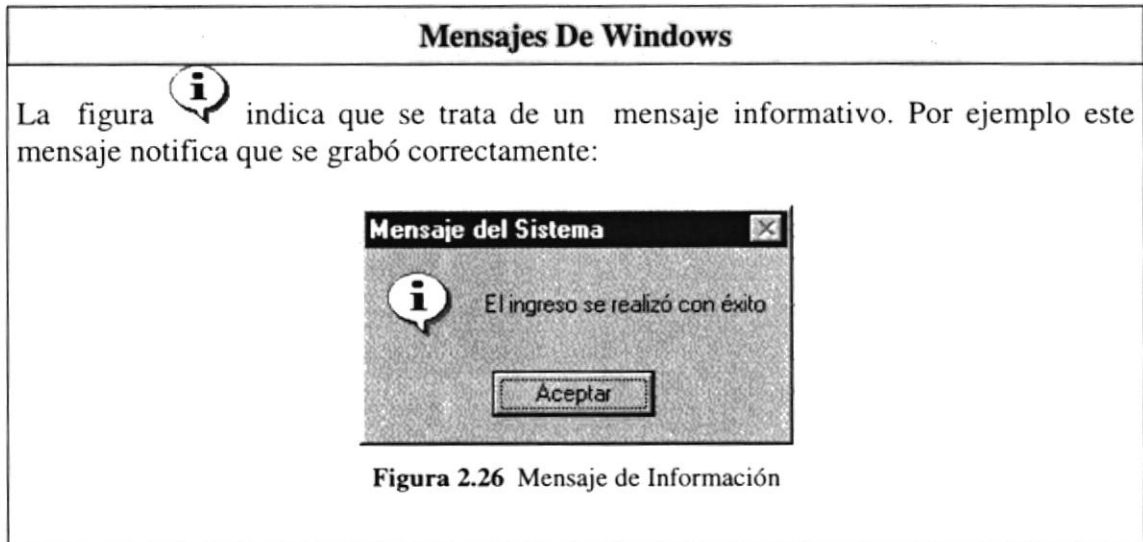 Mensajes De Windows
La figura indica que se trata de un mensaje informativo. Por ejemplo este
mensaje notifica que se grabó correctamente:
Mensaje del Sistema
El ingreso se realizó con éxito
Aceptar
Figura 2.26 Mensaje de Información